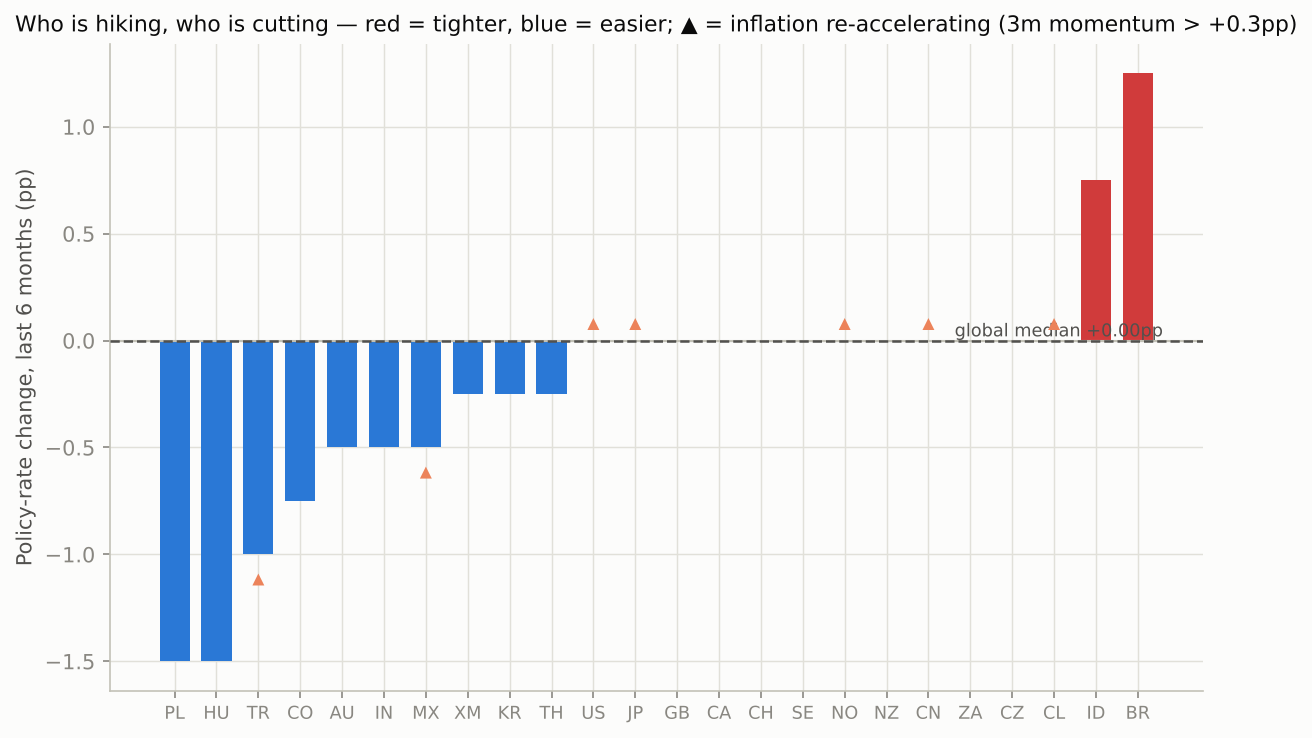 Who is hiking, who is cutting — red = tighter, blue = easier; ▲ = inflation re-accelerating (3m momentum > +0.3pp)
Policy-rate change, last 6 months (pp)
1.0
0.5
0.0
−0.5
−1.0
−1.5
global median +0.00pp
PL HU TR CO AU IN MX XM KR TH US JP GB CA CH SE NO NZ CN ZA CZ CL ID BR